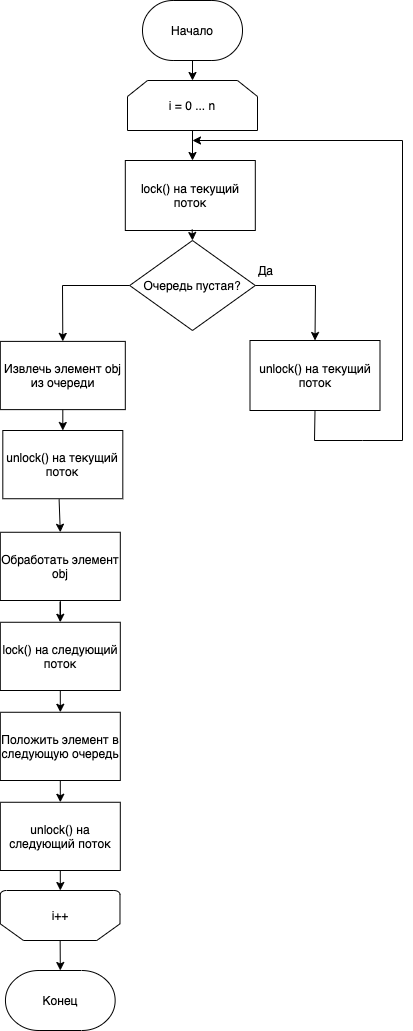 Начало
i = 0 ... n
lock() на текущий
поток
Очередь пустая?
Да
Извлечь элемент obj
из очереди
unlock() на текущий
поток
unlock() на текущий
поток
Обработать элемент
obj
lock() на следующий
поток
Положить элемент в
следующую очередь
unlock() на
следующий поток
i++
Конец